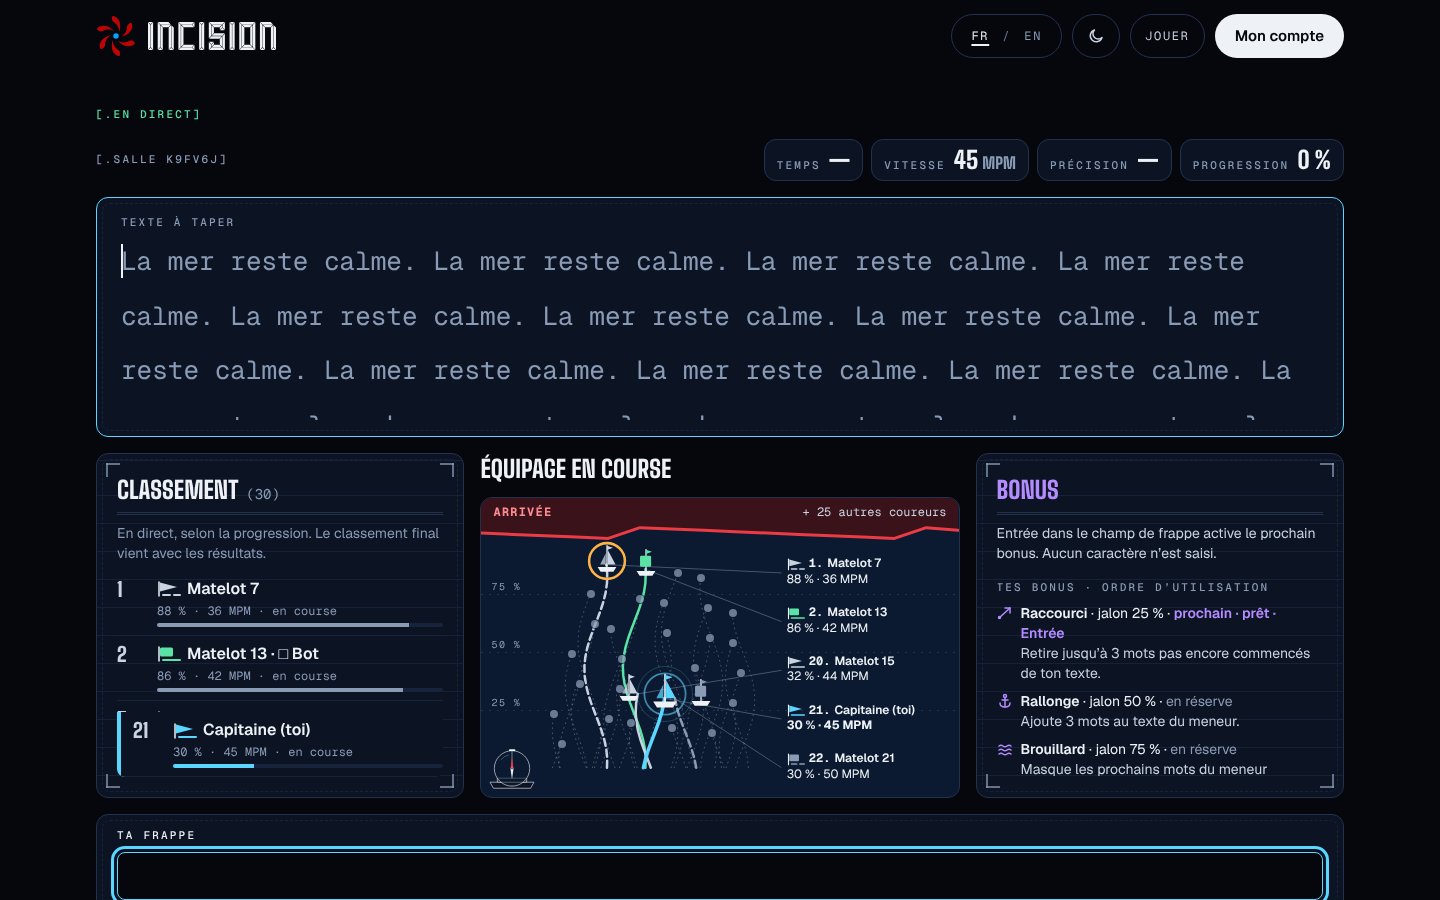 INCISION
FR / EN
JOUER
Mon compte
[.EN DIRECT]
[.SALLE K9FV6J]
TEMPS —
VITESSE 45 MPM
PRÉCISION —
PROGRESSION 0 %
TEXTE À TAPER
La mer reste calme. La mer reste calme. La mer reste calme. La mer reste
calme. La mer reste calme. La mer reste calme. La mer reste calme. La mer
reste calme. La mer reste calme. La mer reste calme. La mer reste calme. La
CLASSEMENT (30)
En direct, selon la progression. Le classement final
vient avec les résultats.
1 Matelot 7
88 % · 36 MPM · en course
2 Matelot 13 · □ Bot
86 % · 42 MPM · en course
21 Capitaine (toi)
30 % · 45 MPM · en course
ÉQUIPAGE EN COURSE
ARRIVÉE
+ 25 autres coureurs
75 %
50 %
25 %
1. Matelot 7
88 % · 36 MPM
2. Matelot 13
86 % · 42 MPM
20. Matelot 15
32 % · 44 MPM
21. Capitaine (toi)
30 % · 45 MPM
22. Matelot 21
30 % · 50 MPM
BONUS
Entrée dans le champ de frappe active le prochain
bonus. Aucun caractère n'est saisi.
TES BONUS · ORDRE D'UTILISATION
Raccourci · jalon 25 % · prochain · prêt ·
Entrée
Retire jusqu'à 3 mots pas encore commencés
de ton texte.
Rallonge · jalon 50 % · en réserve
Ajoute 3 mots au texte du meneur.
Brouillard · jalon 75 % · en réserve
Masque les prochains mots du meneur
TA FRAPPE